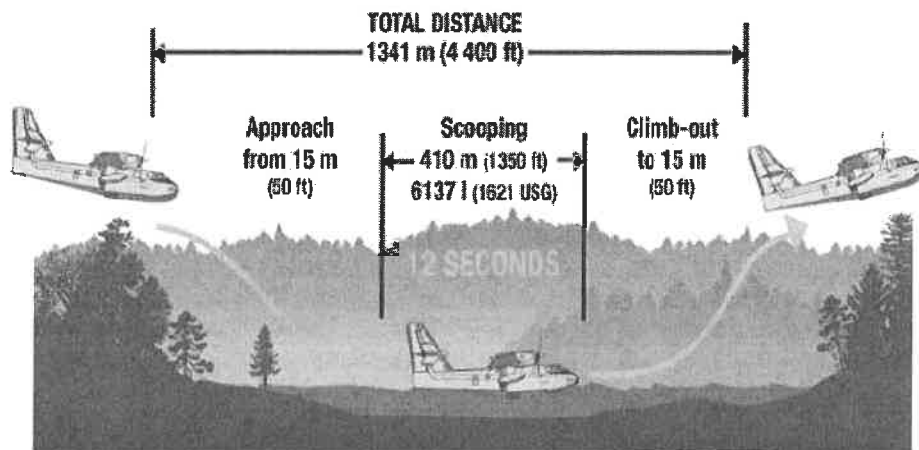 TOTAL DISTANCE
1341 m (4 400 ft)
Approach
from 15 m
(50 ft)
Scooping
410 m (1350 ft)
6137 l (1621 USG)
Climb-out
to 15 m
(50 ft)
12 SECONDS